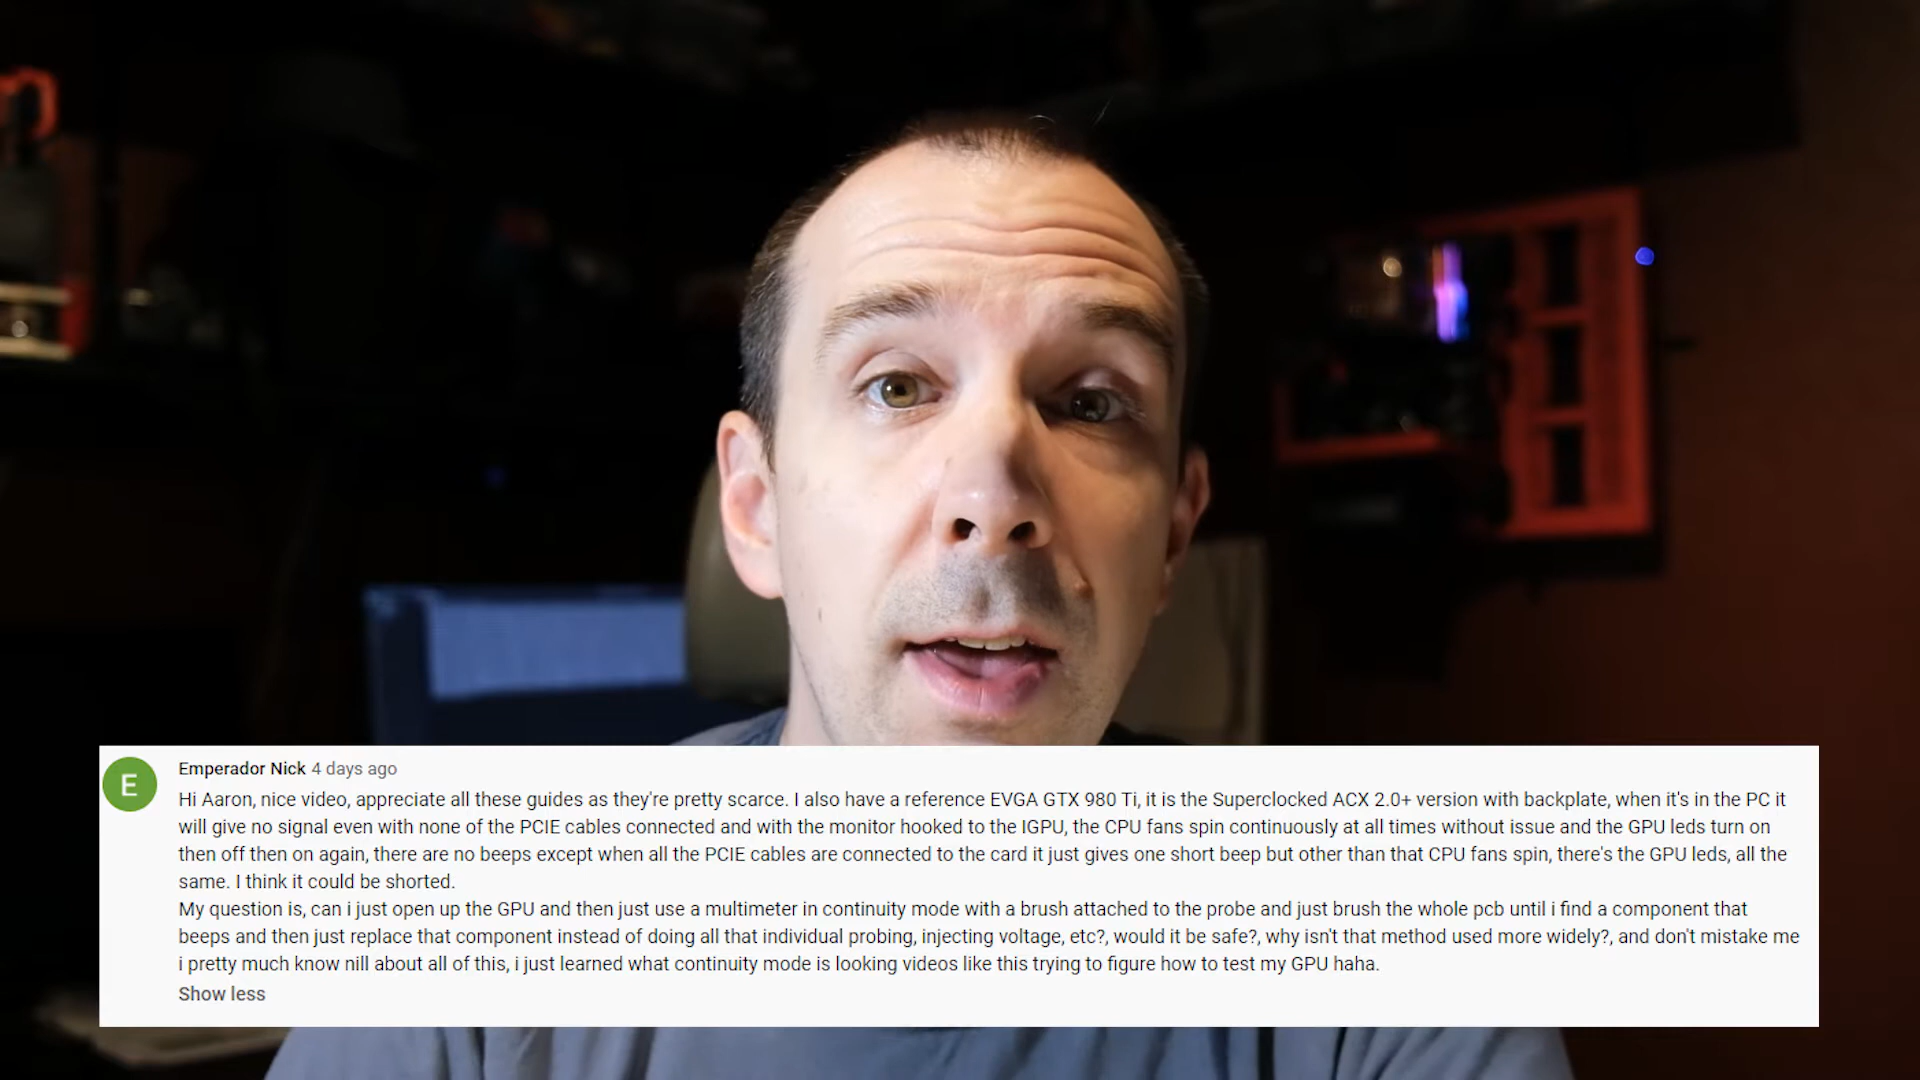 E
Emperador Nick 4 days ago
Hi Aaron, nice video, appreciate all these guides as they're pretty scarce. I also have a reference EVGA GTX 980 Ti, it is the Superclocked ACX 2.0+ version with backplate, when it's in the PC it
will give no signal even with none of the PCIE cables connected and with the monitor hooked to the IGPU, the CPU fans spin continuously at all times without issue and the GPU leds turn on
then off then on again, there are no beeps except when all the PCIE cables are connected to the card it just gives one short beep but other than that CPU fans spin, there's the GPU leds, all the
same. I think it could be shorted.
My question is, can i just open up the GPU and then just use a multimeter in continuity mode with a brush attached to the probe and just brush the whole pcb until i find a component that
beeps and then just replace that component instead of doing all that individual probing, injecting voltage, etc?, would it be safe?, why isn't that method used more widely?, and don't mistake me
i pretty much know nill about all of this, i just learned what continuity mode is looking videos like this trying to figure how to test my GPU haha.
Show less